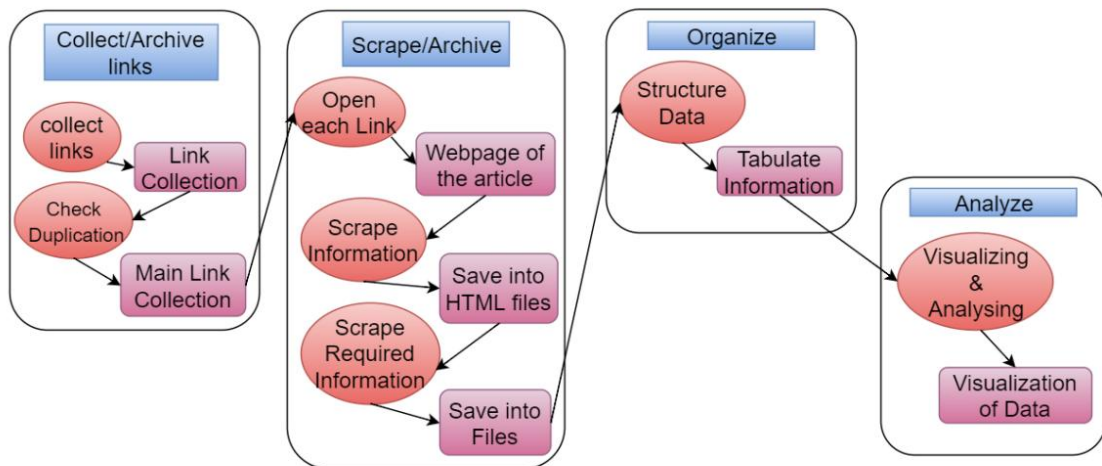 Collect/Archive
links
collect
links
Link
Collection
Check
Duplication
Main Link
Collection
Scrape/Archive
Open
each Link
Webpage of
the article
Scrape
Information
Save into
HTML files
Scrape
Required
Information
Save into
Files
Organize
Structure
Data
Tabulate
Information
Analyze
Visualizing
&
Analysing
Visualization
of Data